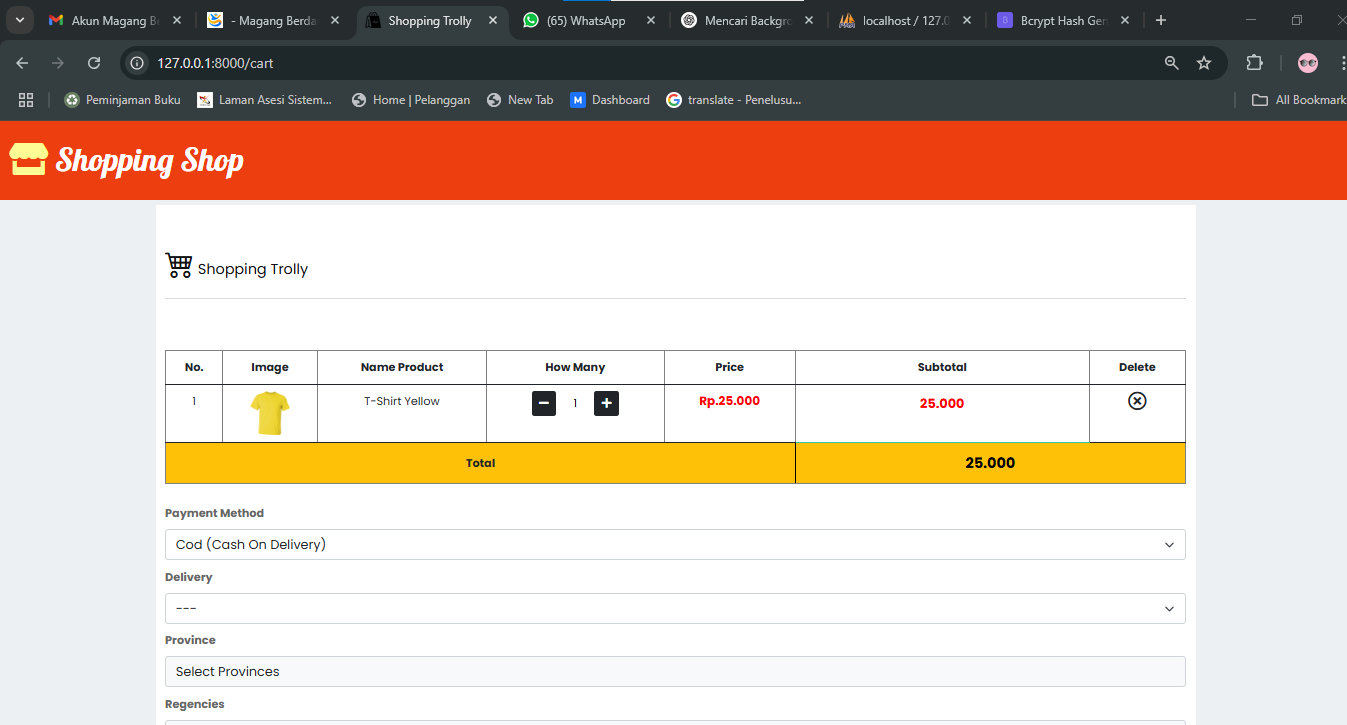 Akun Magang Be
- Magang Berda
Shopping Trolly
(65) WhatsApp
Mencari Backgro
localhost / 127.0
Bcrypt Hash Gen
127.0.0.1:8000/cart
Peminjaman Buku
Laman Asesi Sistem...
Home | Pelanggan
New Tab
Dashboard
translate - Penelusu...
All Bookmark
Shopping Shop
Shopping Trolly
No. Image Name Product How Many Price Subtotal Delete
1 T-Shirt Yellow - 1 + Rp.25.000 25.000
Total 25.000
Payment Method
Cod (Cash On Delivery)
Delivery
---
Province
Select Provinces
Regencies